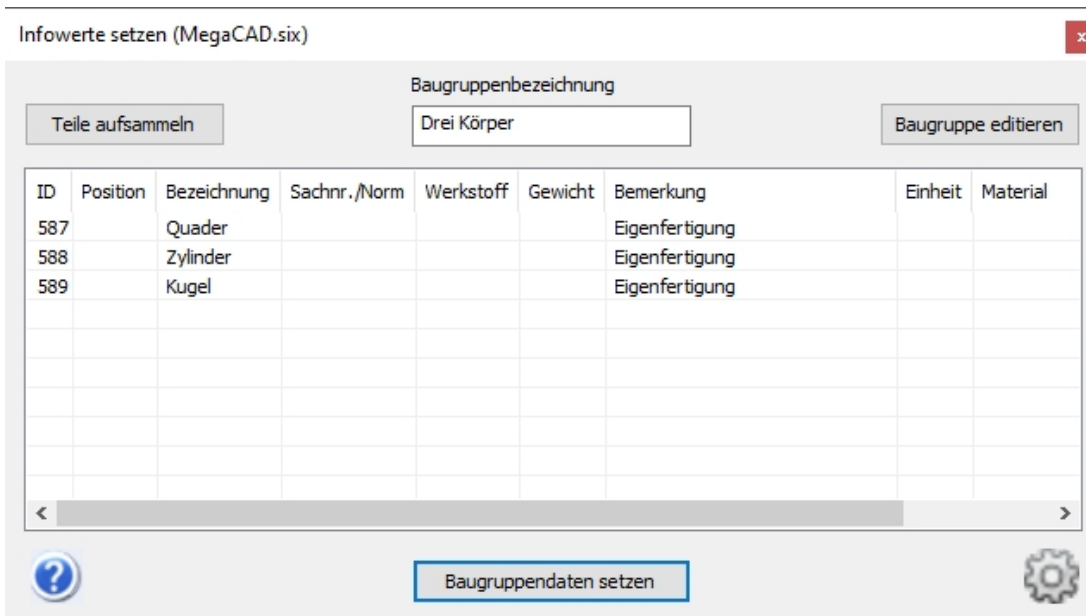 Infowerte setzen (MegaCAD.six)
x
Baugruppenbezeichnung
Teile aufsammeln
Drei Körper
Baugruppe editieren
ID Position Bezeichnung Sachnr./Norm Werkstoff Gewicht Bemerkung Einheit Material
587 Quader Eigenfertigung
588 Zylinder Eigenfertigung
589 Kugel Eigenfertigung
?
Baugruppendaten setzen